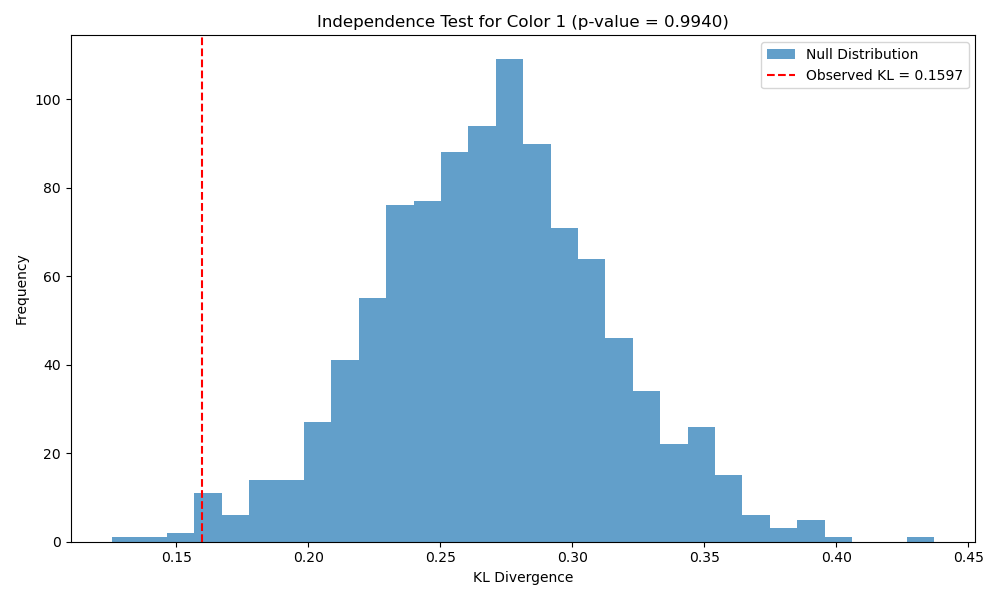 Independence Test for Color 1 (p-value = 0.9940)
Null Distribution
Observed KL = 0.1597
Frequency
100
80
60
40
20
0
0.15 0.20 0.25 0.30 0.35 0.40 0.45
KL Divergence